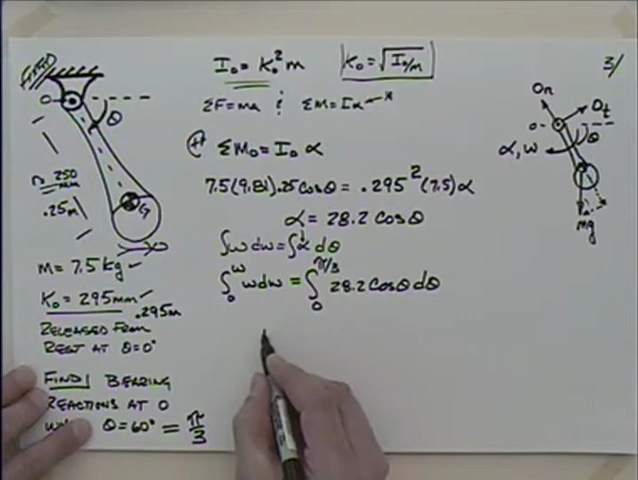 FIXED
O
θ
r̄ = 250 mm
.25m
G
m = 7.5 kg
K₀ = 295mm
.295m
RELEASED FROM
REST AT θ=0°
FIND: BEARING
REACTIONS AT O
θ=60° = π/3
I₀ = K₀²m
K₀ = √(I₀/m)
ΣF=ma & ΣM=Iα
ΣM₀ = I₀ α
7.5(9.81).25cosθ = .295²(7.5)α
α = 28.2 cosθ
∫ωdω = ∫α dθ
∫₀^ω ωdω = ∫₀^π/3 28.2 cosθ dθ
3/
On
Ot
o
θ
α, ω
mg